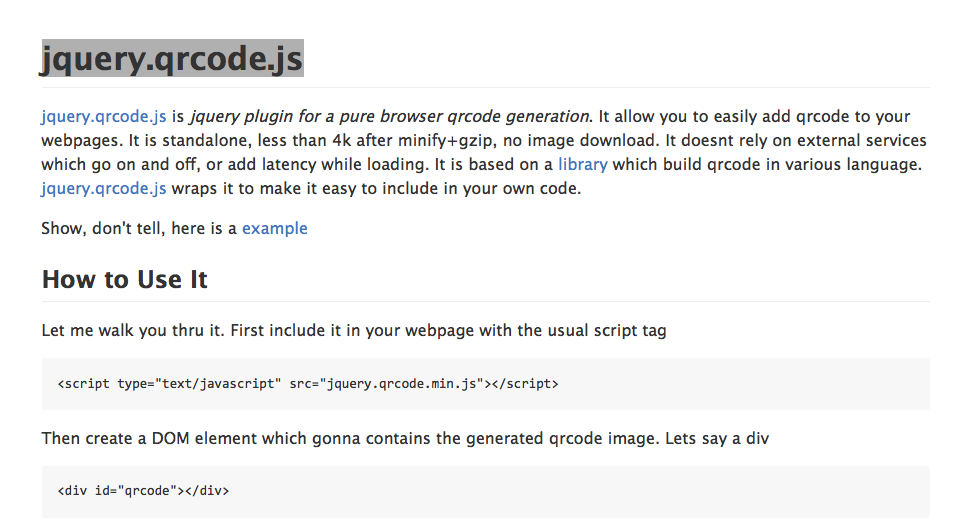 jquery.qrcode.js
jquery.qrcode.js is jquery plugin for a pure browser qrcode generation. It allow you to easily add qrcode to your
webpages. It is standalone, less than 4k after minify+gzip, no image download. It doesnt rely on external services
which go on and off, or add latency while loading. It is based on a library which build qrcode in various language.
jquery.qrcode.js wraps it to make it easy to include in your own code.
Show, don't tell, here is a example
How to Use It
Let me walk you thru it. First include it in your webpage with the usual script tag
<script type="text/javascript" src="jquery.qrcode.min.js"></script>
Then create a DOM element which gonna contains the generated qrcode image. Lets say a div
<div id="qrcode"></div>